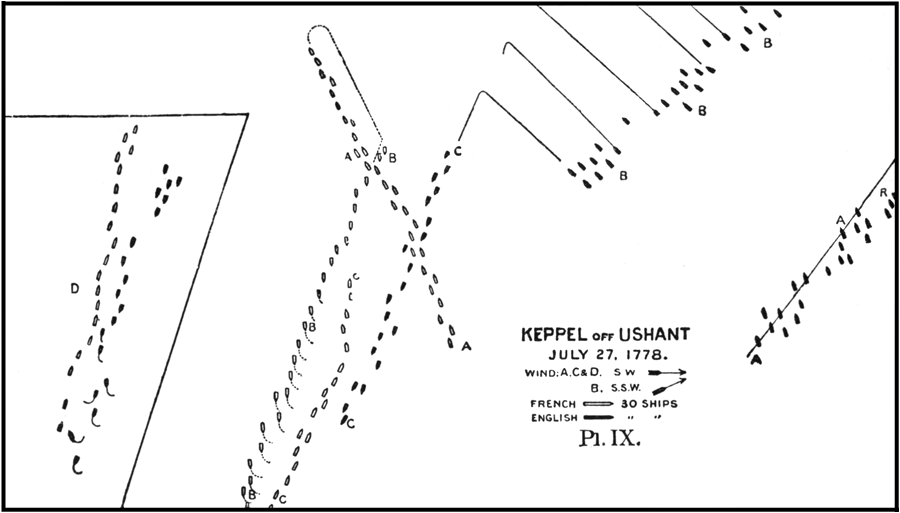 B
B
A
B
C
B
A
R
D
C
B
A
C
A
B
C
KEPPEL OFF USHANT
JULY 27, 1778.
WIND: A, C & D. S W
B. S.S.W.
FRENCH 30 SHIPS
ENGLISH " "
Pl. IX.